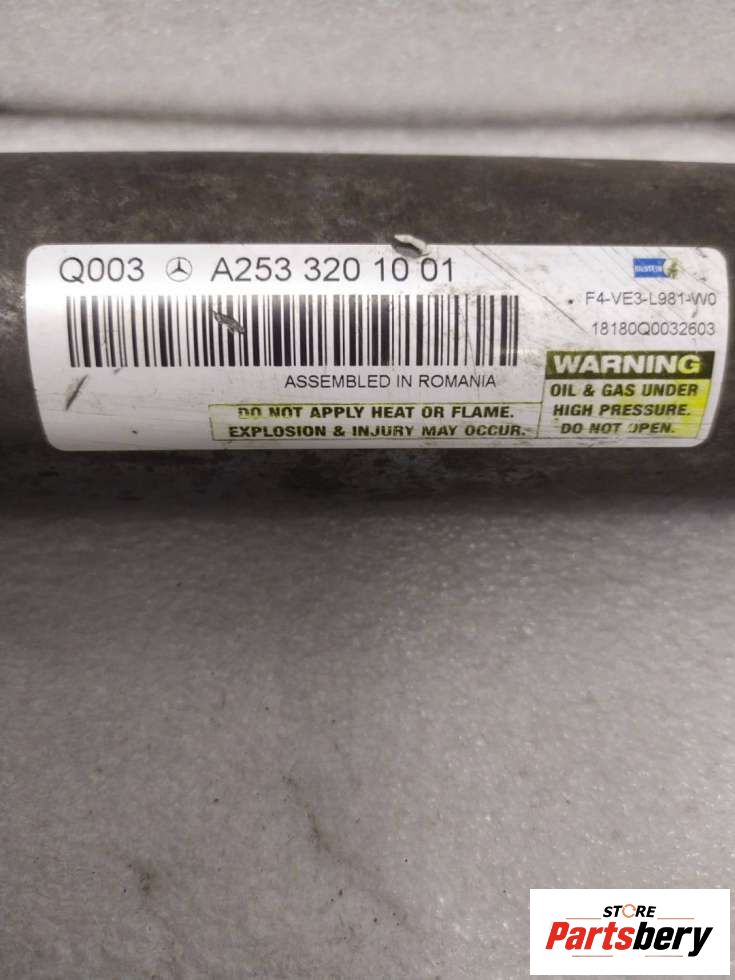 Q003 A253 320 10 01
BILSTEIN
F4-VE3-L981-W0
18180Q0032603
ASSEMBLED IN ROMANIA
WARNING
OIL & GAS UNDER
HIGH PRESSURE.
DO NOT OPEN.
DO NOT APPLY HEAT OR FLAME.
EXPLOSION & INJURY MAY OCCUR.
STORE
Partsbery